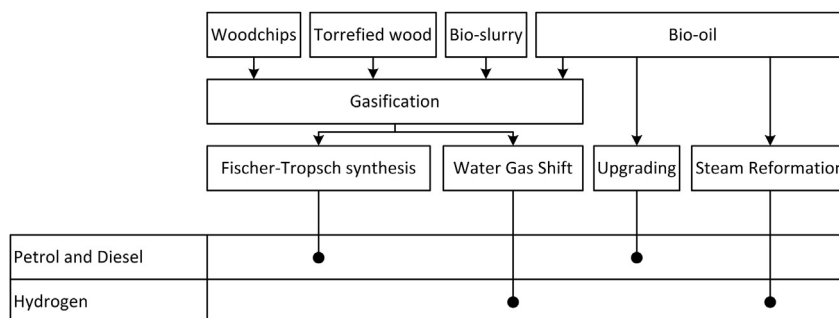 Woodchips
Torrefied wood
Bio-slurry
Bio-oil
Gasification
Fischer-Tropsch synthesis
Water Gas Shift
Upgrading
Steam Reformation
Petrol and Diesel
Hydrogen